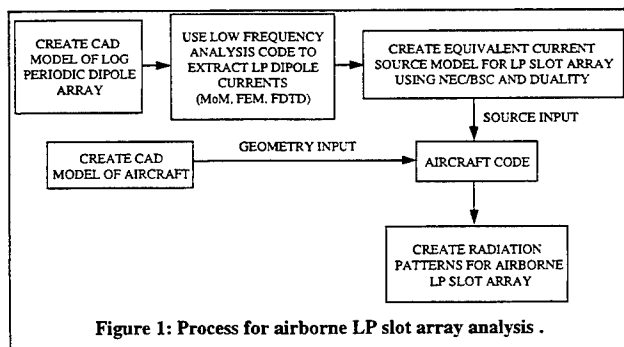 CREATE CAD
MODEL OF LOG
PERIODIC DIPOLE
ARRAY
USE LOW FREQUENCY
ANALYSIS CODE TO
EXTRACT LP DIPOLE
CURRENTS
(MoM, FEM, FDTD)
CREATE EQUIVALENT CURRENT
SOURCE MODEL FOR LP SLOT ARRAY
USING NEC/BSC AND DUALITY
SOURCE INPUT
CREATE CAD
MODEL OF AIRCRAFT
GEOMETRY INPUT
AIRCRAFT CODE
CREATE RADIATION
PATTERNS FOR AIRBORNE
LP SLOT ARRAY
Figure 1: Process for airborne LP slot array analysis .